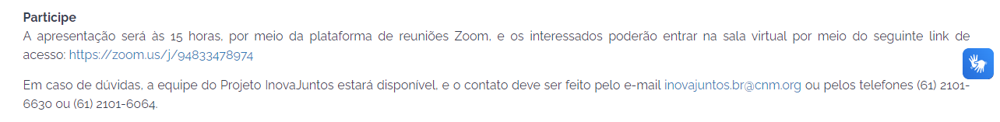 Participe
A apresentação será às 15 horas, por meio da plataforma de reuniões Zoom, e os interessados poderão entrar na sala virtual por meio do seguinte link de
acesso: https://zoom.us/j/94833478974
Em caso de dúvidas, a equipe do Projeto InovaJuntos estará disponível, e o contato deve ser feito pelo e-mail inovajuntos.br@cnm.org ou pelos telefones (61) 2101-
6630 ou (61) 2101-6064.